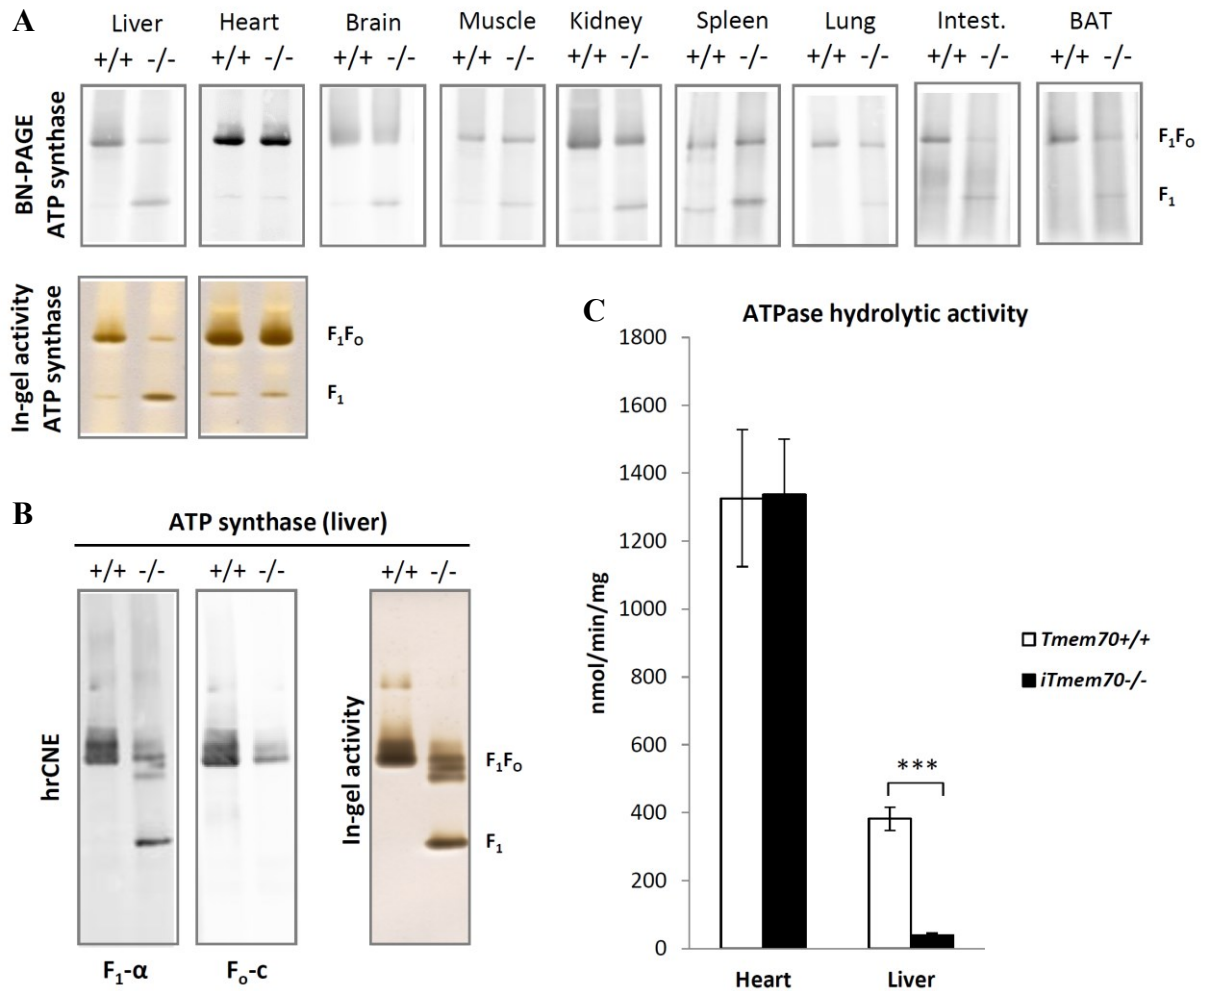 A
Liver Heart Brain Muscle Kidney Spleen Lung Intest. BAT
+/+ -/- +/+ -/- +/+ -/- +/+ -/- +/+ -/- +/+ -/- +/+ -/- +/+ -/- +/+ -/-
BN-PAGE
ATP synthase
F₁Fₒ
F₁
In-gel activity
ATP synthase
F₁Fₒ
F₁
B
ATP synthase (liver)
+/+ -/- +/+ -/- +/+ -/-
hrCNE
In-gel activity
F₁Fₒ
F₁
F₁-α Fₒ-c
C
ATPase hydrolytic activity
nmol/min/mg
1800
1600
1400
1200
1000
800
600
400
200
0
***
Tmem70+/+
iTmem70-/-
Heart Liver